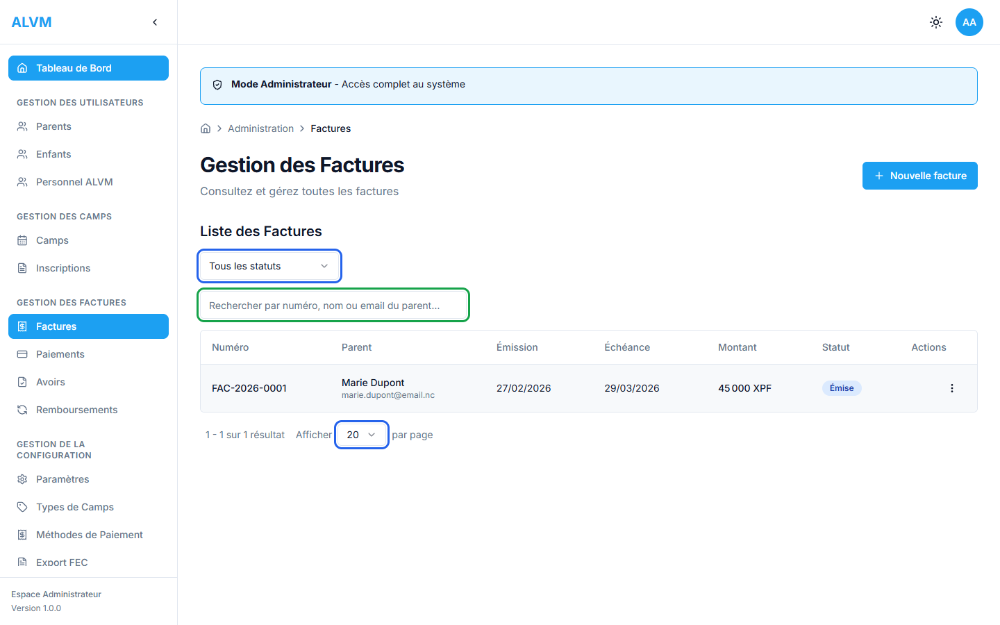 ALVM
AA
Tableau de Bord
GESTION DES UTILISATEURS
Parents
Enfants
Personnel ALVM
GESTION DES CAMPS
Camps
Inscriptions
GESTION DES FACTURES
Factures
Paiements
Avoirs
Remboursements
GESTION DE LA
CONFIGURATION
Paramètres
Types de Camps
Méthodes de Paiement
Export FEC
Espace Administrateur
Version 1.0.0
Mode Administrateur - Accès complet au système
Administration > Factures
Gestion des Factures
Consultez et gérez toutes les factures
Nouvelle facture
Liste des Factures
Tous les statuts
Rechercher par numéro, nom ou email du parent...
Numéro Parent Émission Échéance Montant Statut Actions
FAC-2026-0001 Marie Dupont 27/02/2026 29/03/2026 45 000 XPF Émise
marie.dupont@email.nc
1 - 1 sur 1 résultat Afficher 20 par page